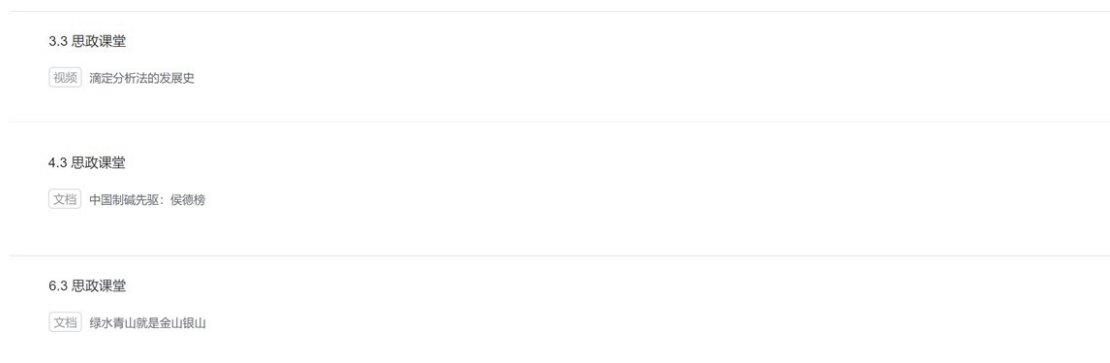 3.3 思政课堂
视频 滴定分析法的发展史
4.3 思政课堂
文档 中国制碱先驱：侯德榜
6.3 思政课堂
文档 绿水青山就是金山银山